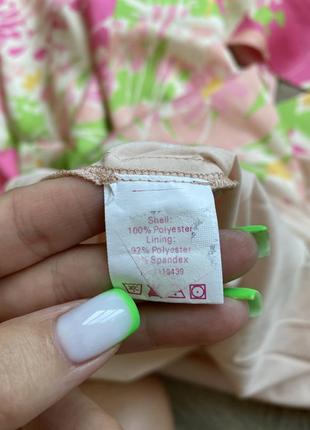 Shell:
100% Polyester
Lining:
92% Polyester
% Spandex